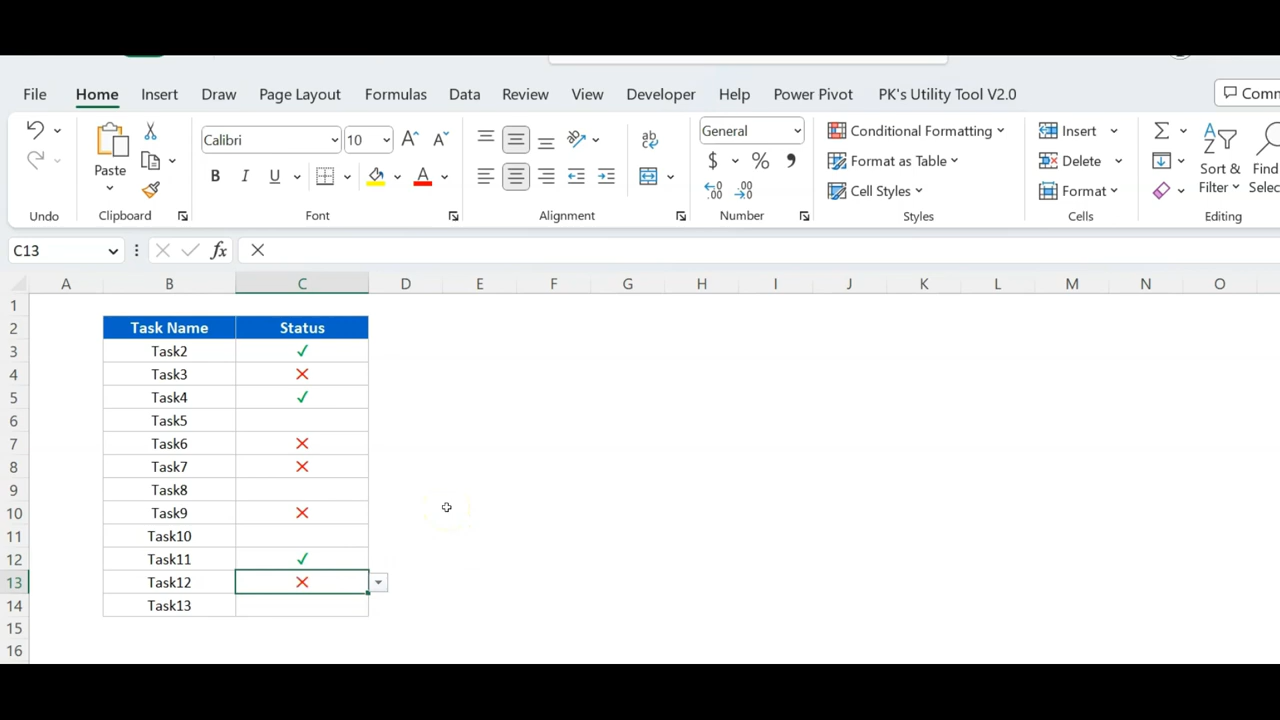 File Home Insert Draw Page Layout Formulas Data Review View Developer Help Power Pivot PK's Utility Tool V2.0
Calibri 10 General Conditional Formatting Insert
Paste Format as Table Delete Sort &
B I U $ % Cell Styles Format Filter
Undo Clipboard Font Alignment Number Styles Cells Editing
C13 fx ✕
A B C D E F G H I J K L M N O
1
2 Task Name Status
3 Task2 ✓
4 Task3 ✕
5 Task4 ✓
6 Task5
7 Task6 ✕
8 Task7 ✕
9 Task8
10 Task9 ✕
11 Task10
12 Task11 ✓
13 Task12 ✕
14 Task13
15
16